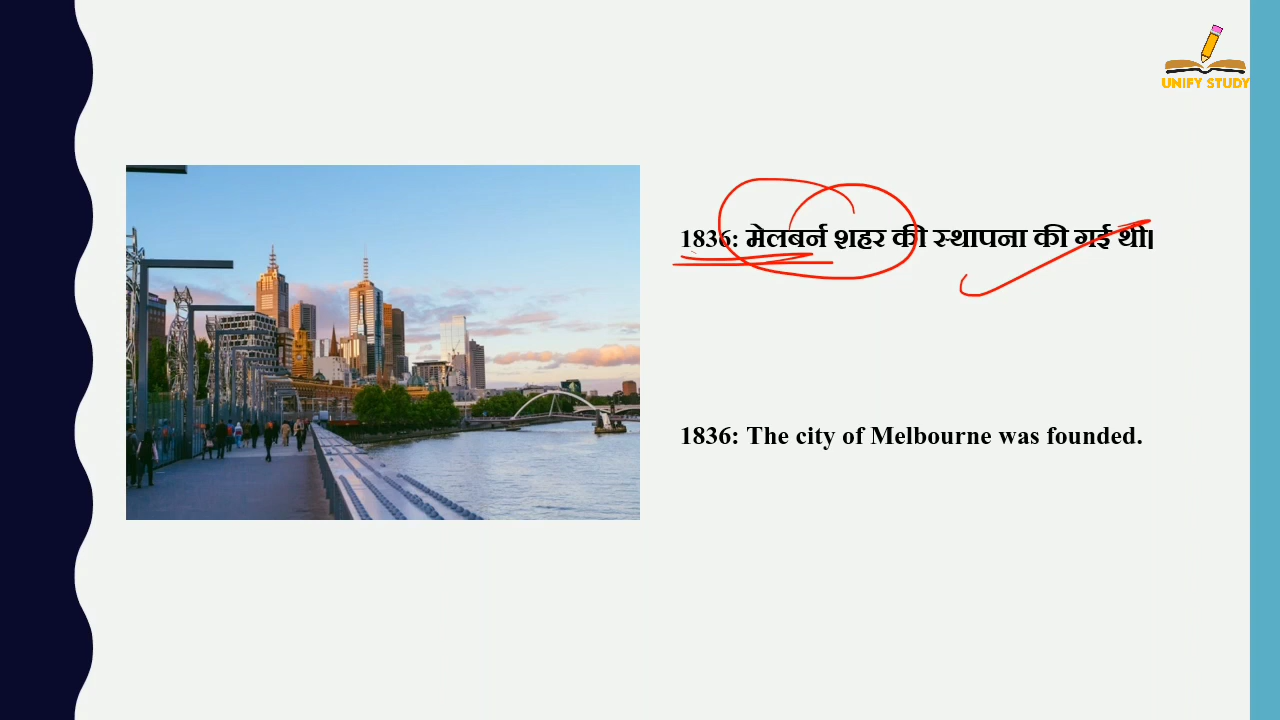 UNIFY STUDY
1836: मेलबर्न शहर की स्थापना की गई थी।
1836: The city of Melbourne was founded.